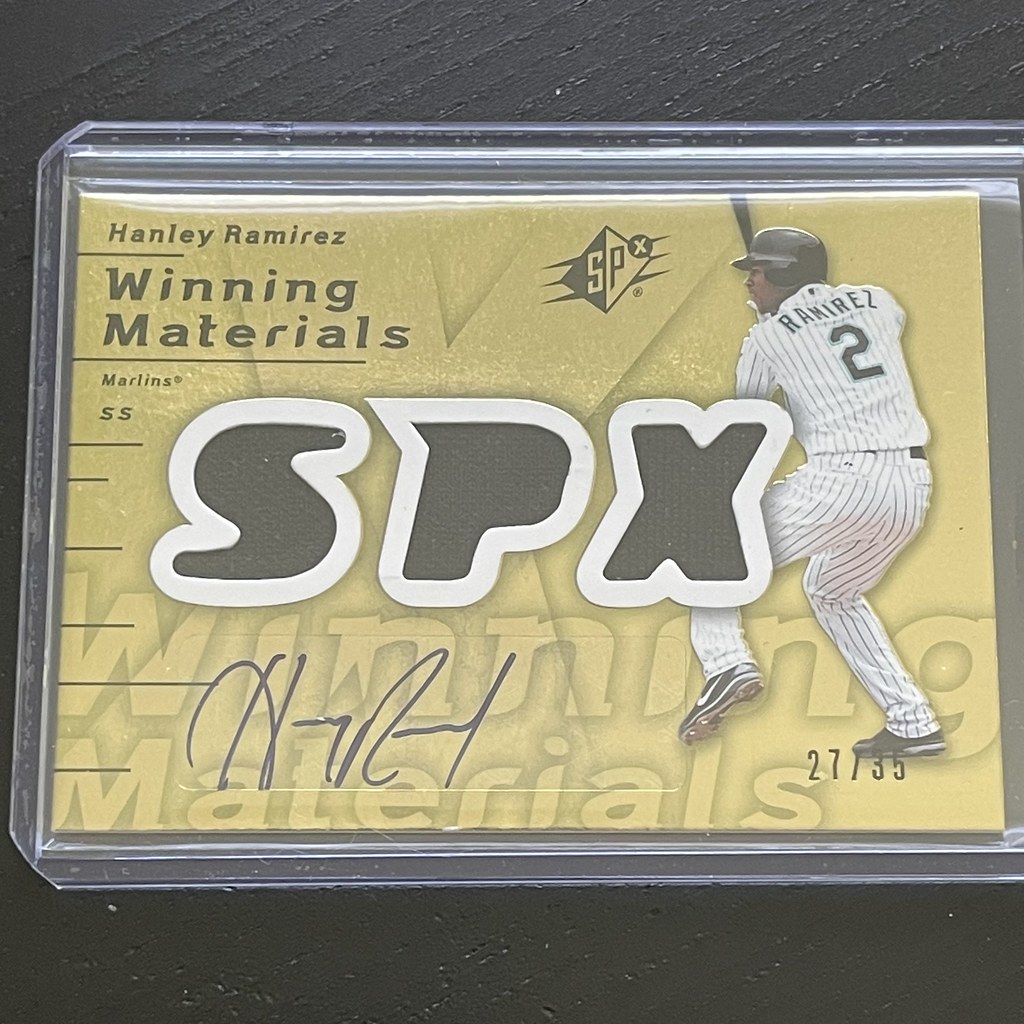 Hanley Ramirez
SPX®
Winning
Materials
RAMIREZ
2
Marlins®
SS
SPX
Winning
Materials
27/35